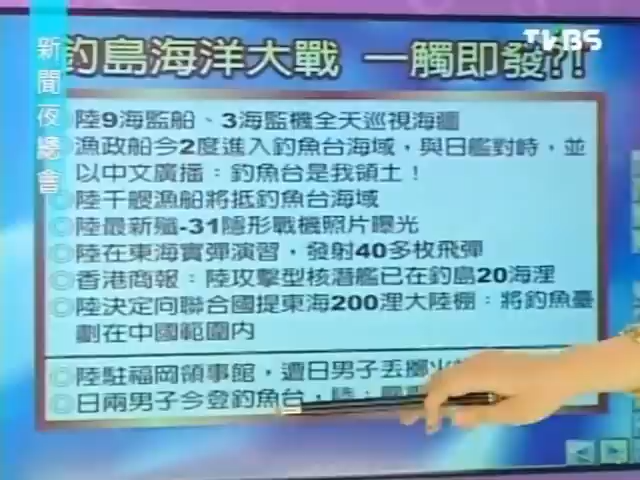 TVBS
新聞夜總會
釣島海洋大戰 一觸即發?!
陸9海監船、3海監機全天巡視海疆
◎漁政船今2度進入釣魚台海域，與日艦對峙，並
以中文廣播：釣魚台是我領土！
◎陸千艘漁船將抵釣魚台海域
◎陸最新殲-31隱形戰機照片曝光
◎陸在東海實彈演習，發射40多枚飛彈
◎香港商報：陸攻擊型核潛艦已在釣島20海浬
◎陸決定向聯合國提東海200浬大陸棚：將釣魚臺
劃在中國範圍內
◎陸駐福岡領事館，遭日男子丟擲火
◎日兩男子今登釣魚台，陸：